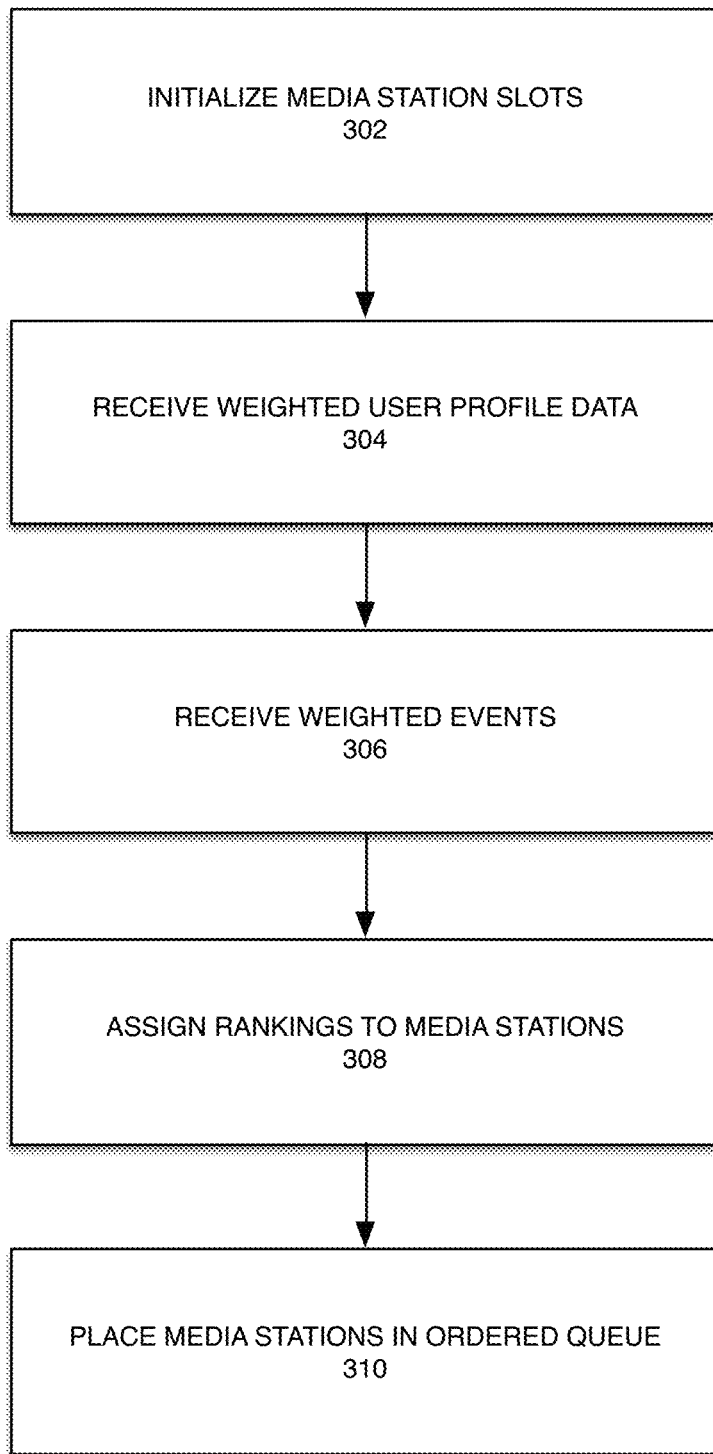 INITIALIZE MEDIA STATION SLOTS
302
RECEIVE WEIGHTED USER PROFILE DATA
304
RECEIVE WEIGHTED EVENTS
306
ASSIGN RANKINGS TO MEDIA STATIONS
308
PLACE MEDIA STATIONS IN ORDERED QUEUE
310